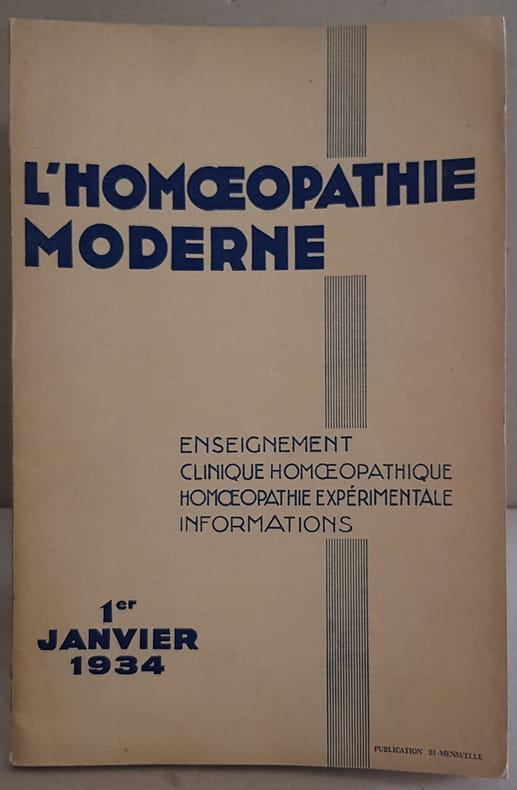 L'HOMŒOPATHIE
MODERNE
ENSEIGNEMENT
CLINIQUE HOMŒOPATHIQUE
HOMŒOPATHIE EXPÉRIMENTALE
INFORMATIONS
1er
JANVIER
1934
PUBLICATION BI-MENSUELLE